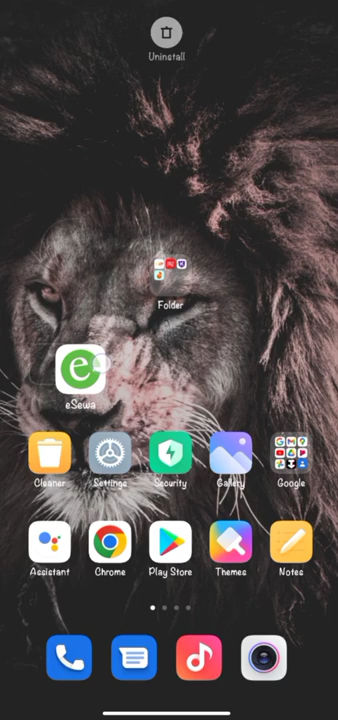 Uninstall
Folder
e
eSewa
Cleaner Settings Security Gallery Google
Assistant Chrome Play Store Themes Notes